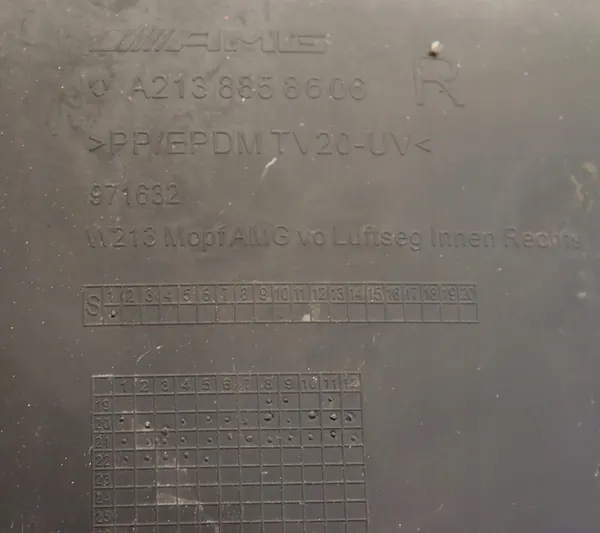 AMG
A213 885 8606 R
>PP/EPDM TV20-UV<
971632
W213 Mopf AMG vo Luftseg Innen Rechts
S 1 2 3 4 5 6 7 8 9 10 11 12 13 14 15 16 17 18 19 20
1 2 3 4 5 6 7 8 9 10 11 12
19
20
21
22
23
24
25